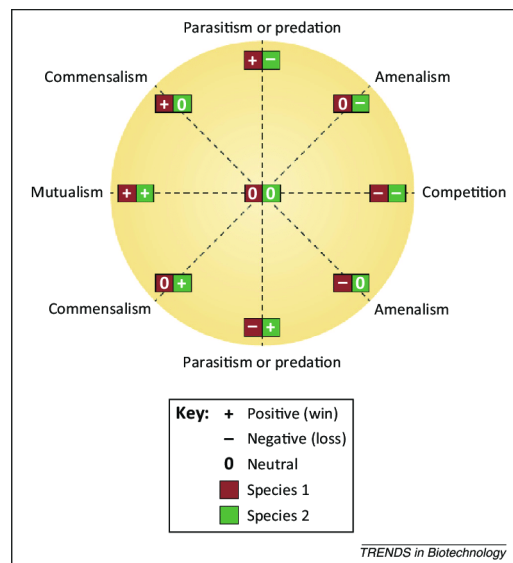 Parasitism or predation
+ −
Commensalism
Amenalism
+ 0
0 −
Mutualism
+ +
0 0
− −
Competition
0 +
− 0
Commensalism
Amenalism
− +
Parasitism or predation
Key: + Positive (win)
− Negative (loss)
0 Neutral
Species 1
Species 2
TRENDS in Biotechnology